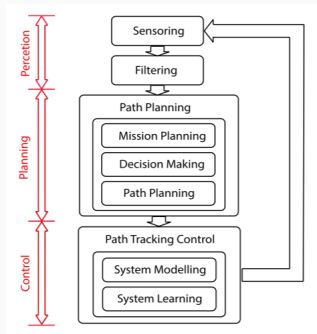 Percetion
Sensoring
Filtering
Planning
Path Planning
Mission Planning
Decision Making
Path Planning
Control
Path Tracking Control
System Modelling
System Learning